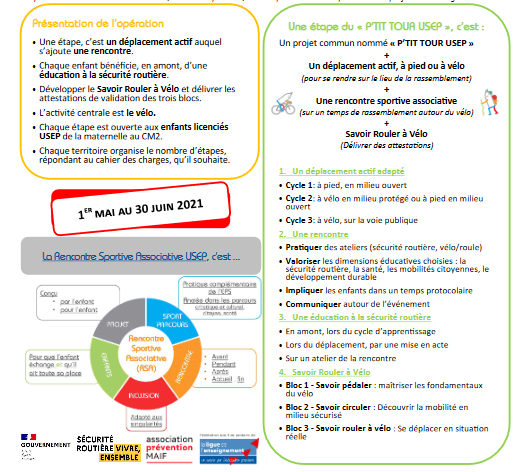 Présentation de l'opération
• Une étape, c'est un déplacement actif auquel
s'ajoute une rencontre.
• Chaque enfant bénéficie, en amont, d'une
éducation à la sécurité routière.
• Développer le Savoir Rouler à Vélo et délivrer les
attestations de validation des trois blocs.
• L'activité centrale est le vélo.
• Chaque étape est ouverte aux enfants licenciés
USEP de la maternelle au CM2.
• Chaque territoire organise le nombre d'étapes,
répondant au cahier des charges, qu'il souhaite.
1ER MAI AU 30 JUIN 2021
La Rencontre Sportive Associative USEP, c'est ...
Conçu
• par l'enfant
• pour l'enfant
Pratique complémentaire
de l'EPS
Ancrée dans les parcours
artistique et culturel,
citoyen, santé
PROJET
SPORT
PARCOURS
Rencontre
Sportive
Associative
(RSA)
RENCONTRE
INCLUSION
Pour que l'enfant
échange et qu'il
ait toute sa place
• Avant
• Pendant
• Après
• Accueil
Adapté aux
singularités
GOUVERNEMENT
SÉCURITÉ
ROUTIÈRE VIVRE,
ENSEMBLE
association
prévention
MAIF
la ligue de
l'enseignement
Une étape du « P'TIT TOUR USEP », c'est :
Un projet commun nommé « P'TIT TOUR USEP »
+
Un déplacement actif, à pied ou à vélo
(pour se rendre sur le lieu de la rassemblement)
+
Une rencontre sportive associative
(sur un temps de rassemblement autour du vélo)
+
Savoir Rouler à Vélo
(Délivrer des attestations)
1. Un déplacement actif adapté
• Cycle 1: à pied, en milieu ouvert
• Cycle 2: à vélo en milieu protégé ou à pied en milieu
ouvert
• Cycle 3: à vélo, sur la voie publique
2. Une rencontre
• Pratiquer des ateliers (sécurité routière, vélo/roule)
• Valoriser les dimensions éducatives choisies : la
sécurité routière, la santé, les mobilités citoyennes, le
développement durable
• Impliquer les enfants dans un temps protocolaire
• Communiquer autour de l'événement
3. Une éducation à la sécurité routière
• En amont, lors du cycle d'apprentissage
• Lors du déplacement, par une mise en acte
• Sur un atelier de la rencontre
4. Savoir Rouler à Vélo
• Bloc 1 - Savoir pédaler : maîtriser les fondamentaux
du vélo
• Bloc 2 - Savoir circuler : Découvrir la mobilité en
milieu sécurisé
• Bloc 3 - Savoir rouler à vélo : Se déplacer en situation
réelle